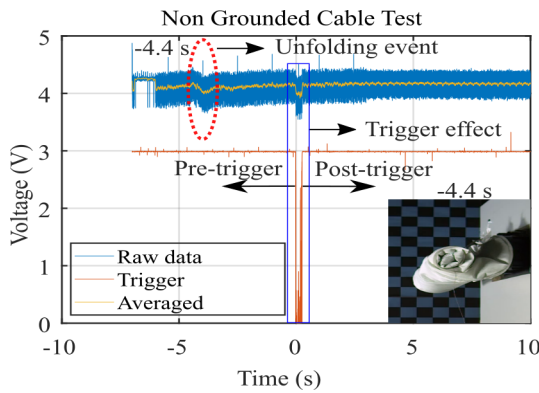 Non Grounded Cable Test
-4.4 s
Unfolding event
Trigger effect
Pre-trigger
Post-trigger
-4.4 s
Raw data
Trigger
Averaged
Voltage (V)
5
4
3
2
1
0
-10
-5
0
5
10
Time (s)